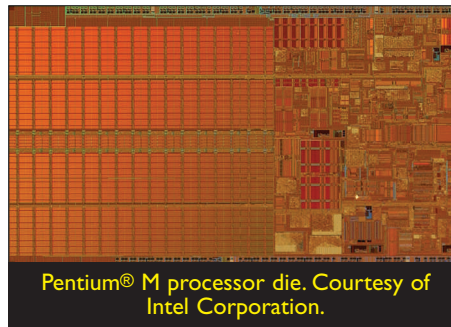 Pentium® M processor die. Courtesy of
Intel Corporation.